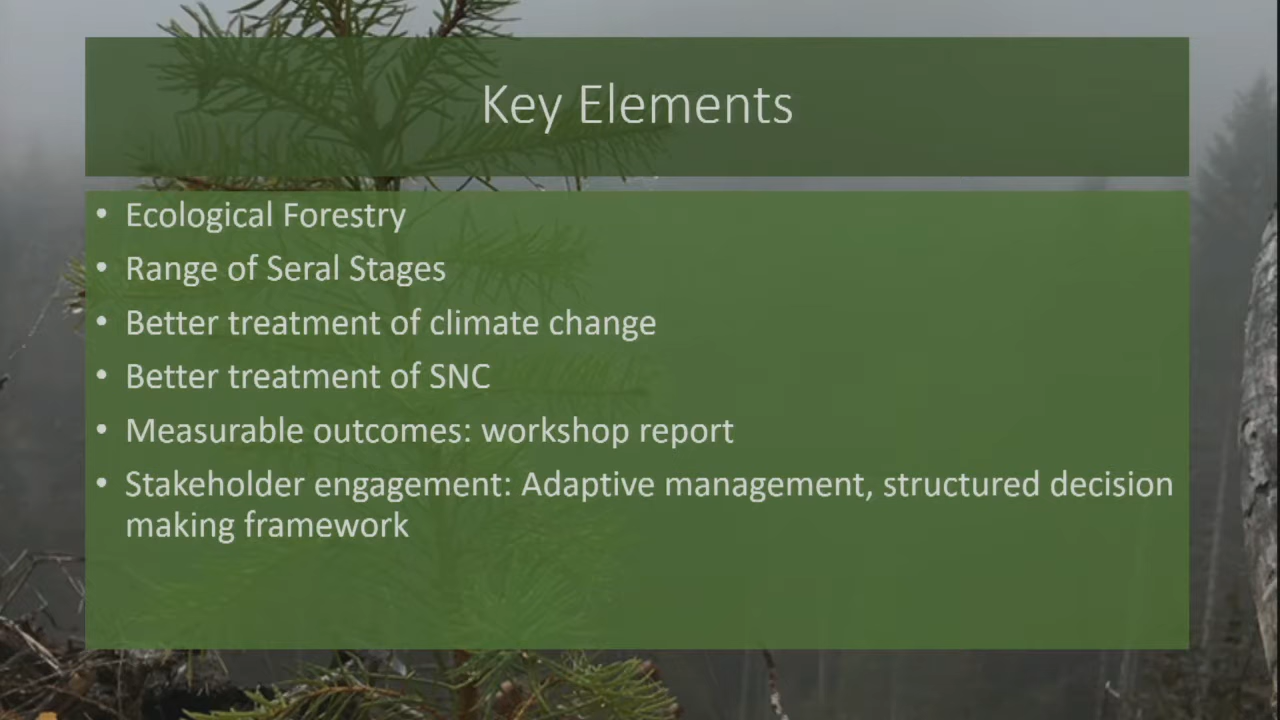 Key Elements
• Ecological Forestry
• Range of Seral Stages
• Better treatment of climate change
• Better treatment of SNC
• Measurable outcomes: workshop report
• Stakeholder engagement: Adaptive management, structured decision
making framework